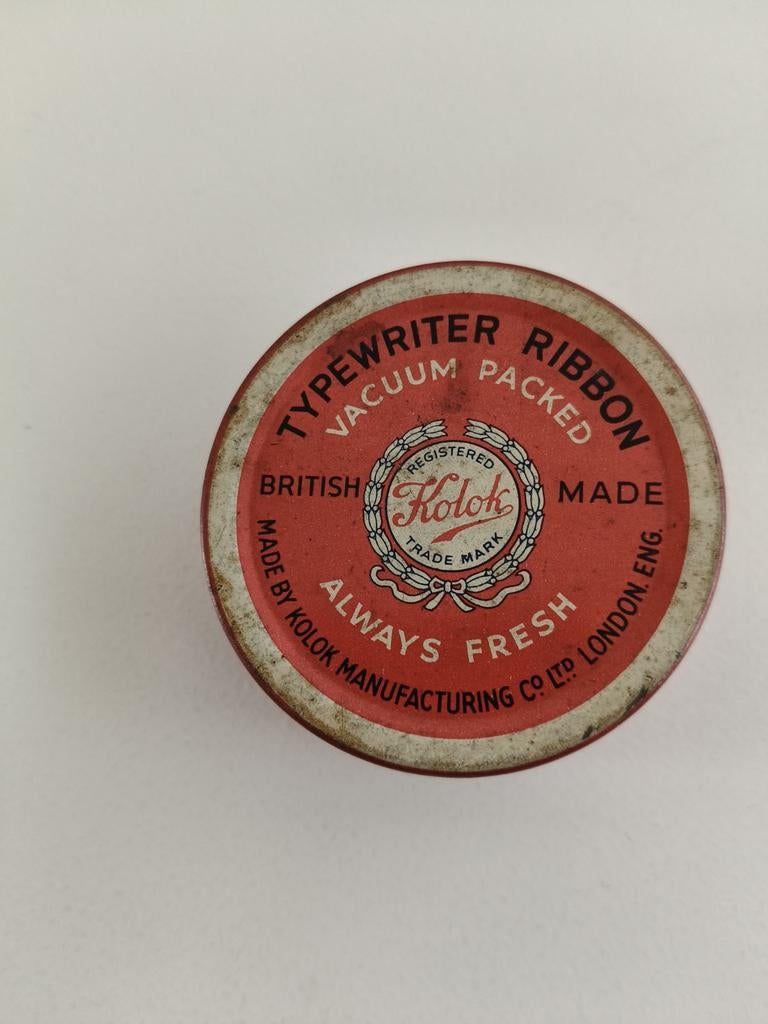 TYPEWRITER RIBBON
VACUUM PACKED
BRITISH MADE
REGISTERED
Kolok
TRADE MARK
ALWAYS FRESH
MADE BY KOLOK MANUFACTURING Co LTD LONDON. ENG.